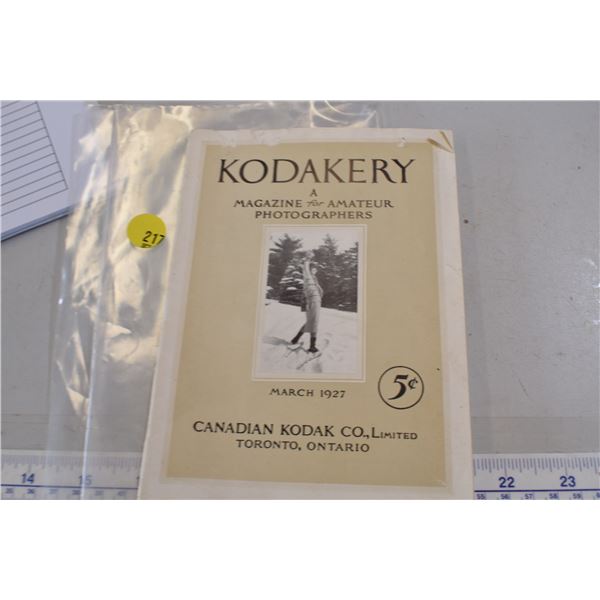 KODAKERY
A
MAGAZINE for AMATEUR
PHOTOGRAPHERS
MARCH 1927
5¢
CANADIAN KODAK CO., LIMITED
TORONTO, ONTARIO
217
14 15 22 23